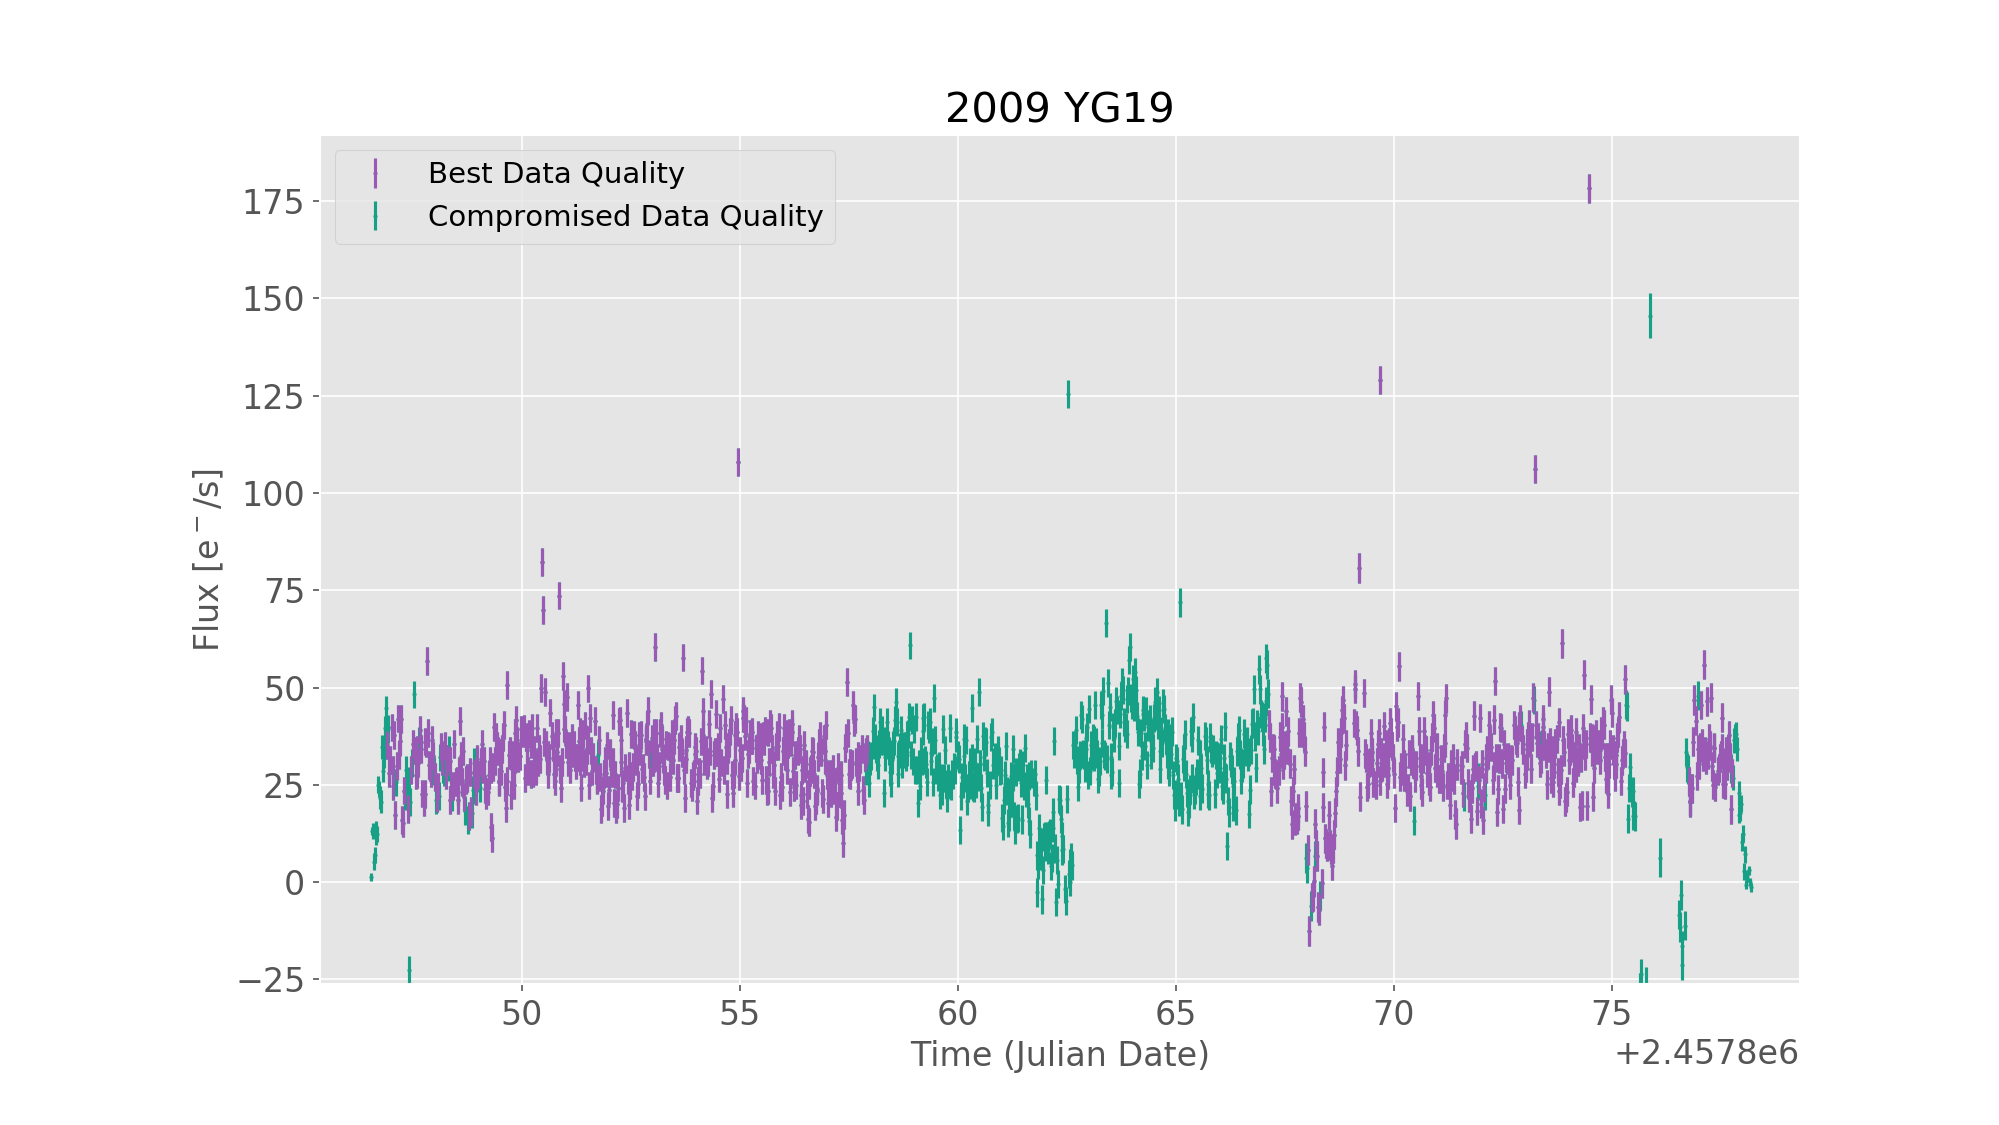 2009 YG19
Best Data Quality
Compromised Data Quality
175
150
125
100
75
50
25
0
−25
Flux [e⁻/s]
50 55 60 65 70 75
+2.4578e6
Time (Julian Date)